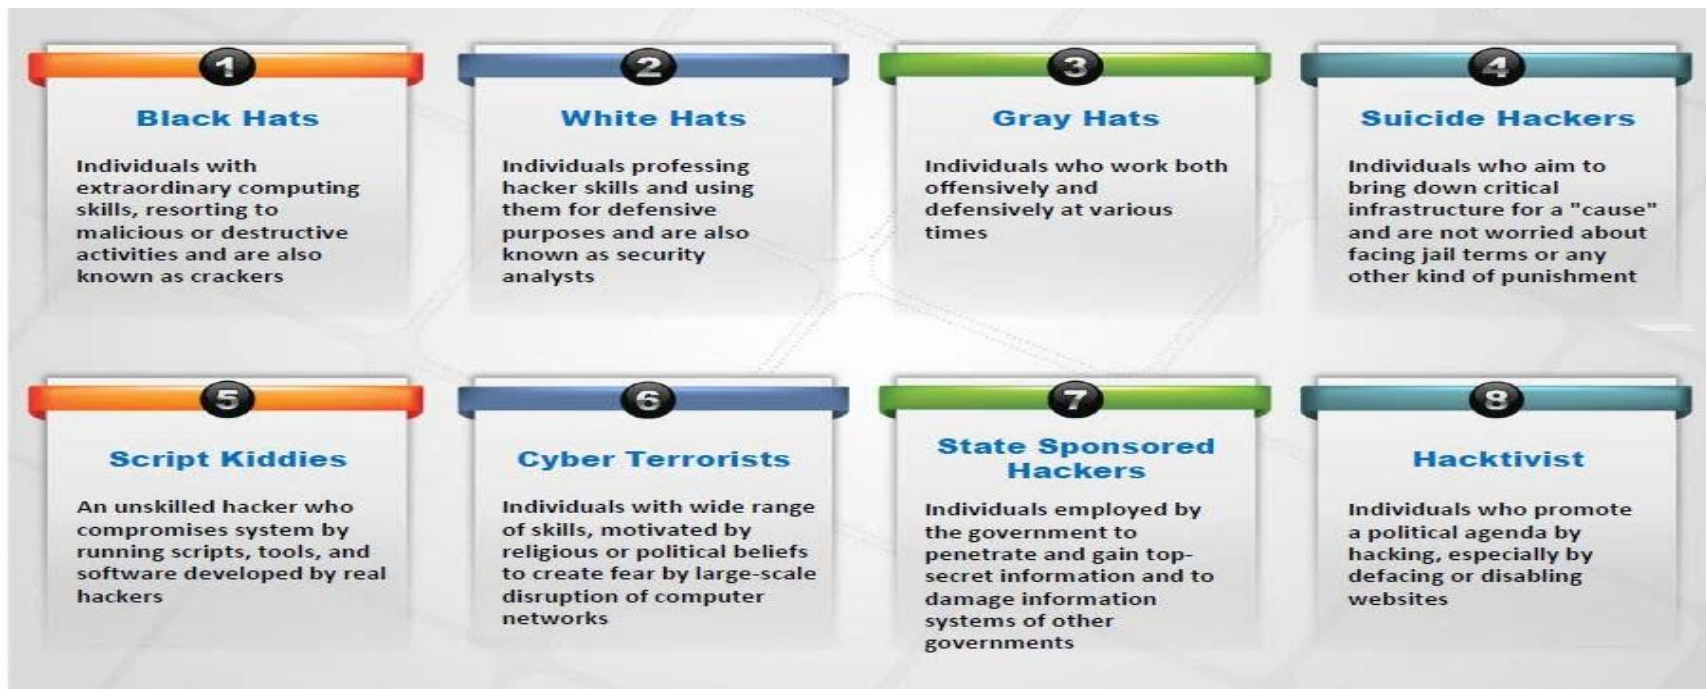 1
Black Hats
Individuals with
extraordinary computing
skills, resorting to
malicious or destructive
activities and are also
known as crackers
2
White Hats
Individuals professing
hacker skills and using
them for defensive
purposes and are also
known as security
analysts
3
Gray Hats
Individuals who work both
offensively and
defensively at various
times
4
Suicide Hackers
Individuals who aim to
bring down critical
infrastructure for a "cause"
and are not worried about
facing jail terms or any
other kind of punishment
5
Script Kiddies
An unskilled hacker who
compromises system by
running scripts, tools, and
software developed by real
hackers
6
Cyber Terrorists
Individuals with wide range
of skills, motivated by
religious or political beliefs
to create fear by large-scale
disruption of computer
networks
7
State Sponsored
Hackers
Individuals employed by
the government to
penetrate and gain top-
secret information and to
damage information
systems of other
governments
8
Hacktivist
Individuals who promote
a political agenda by
hacking, especially by
defacing or disabling
websites